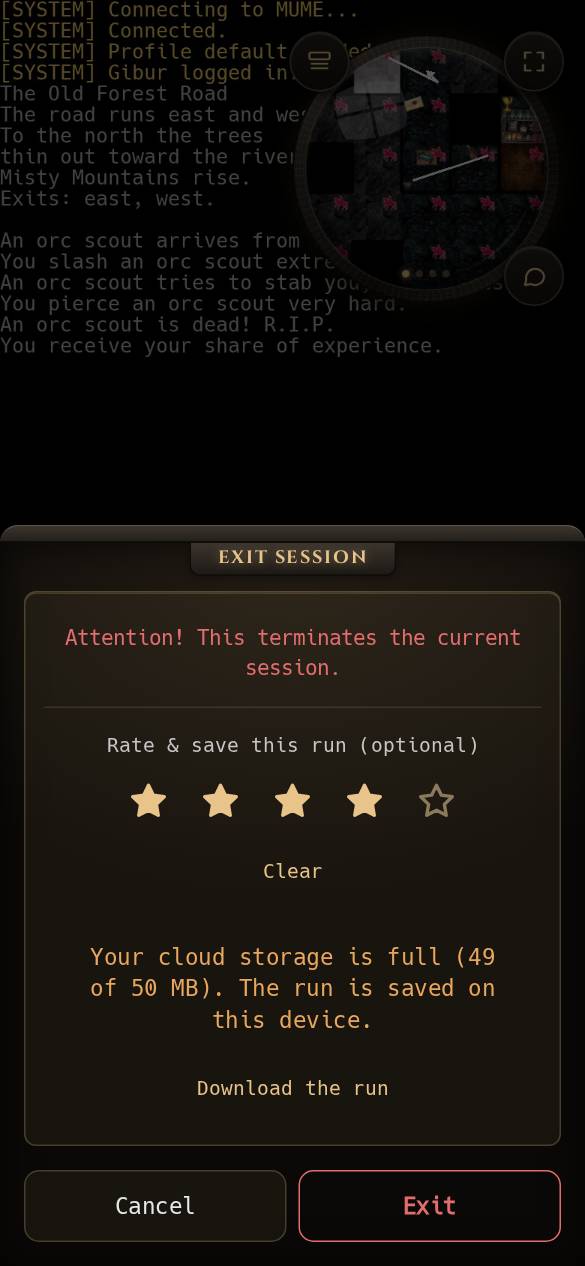 [SYSTEM] Connecting to MUME...
[SYSTEM] Connected.
[SYSTEM] Profile default
[SYSTEM] Gibur logged in.
The Old Forest Road
The road runs east and
To the north the trees
thin out toward the river
Misty Mountains rise.
Exits: east, west.
An orc scout arrives from
You slash an orc scout
An orc scout tries to stab you,
You pierce an orc scout very hard.
An orc scout is dead! R.I.P.
You receive your share of experience.
EXIT SESSION
Attention! This terminates the current
session.
Rate & save this run (optional)
Clear
Your cloud storage is full (49
of 50 MB). The run is saved on
this device.
Download the run
Cancel
Exit